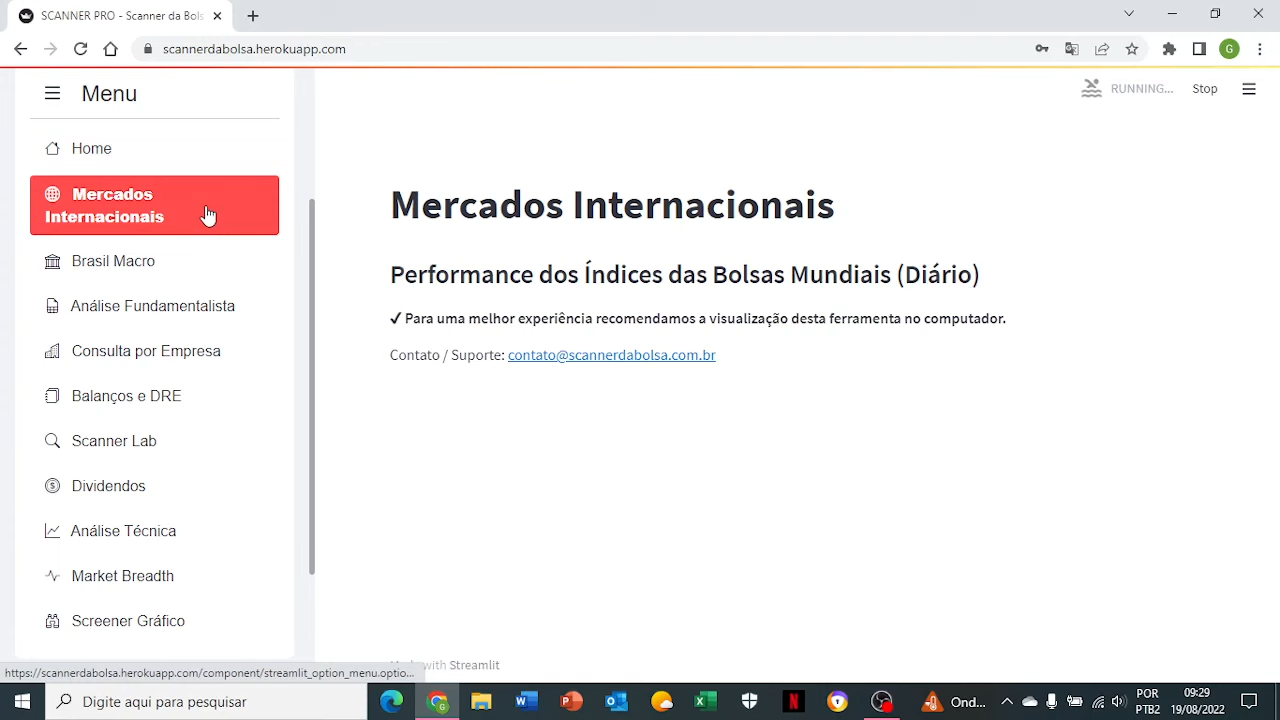 SCANNER PRO - Scanner da Bols
scannerdabolsa.herokuapp.com
G
RUNNING...
Stop
Menu
Home
Mercados
Internacionais
Brasil Macro
Análise Fundamentalista
Consulta por Empresa
Balanços e DRE
Scanner Lab
Dividendos
Análise Técnica
Market Breadth
Screener Gráfico
Mercados Internacionais
Performance dos Índices das Bolsas Mundiais (Diário)
✓ Para uma melhor experiência recomendamos a visualização desta ferramenta no computador.
Contato / Suporte: contato@scannerdabolsa.com.br
Made with Streamlit
https://scannerdabolsa.herokuapp.com/component/streamlit_option_menu.optio...
Digite aqui para pesquisar
Ond...
POR
PTB2
09:29
19/08/2022